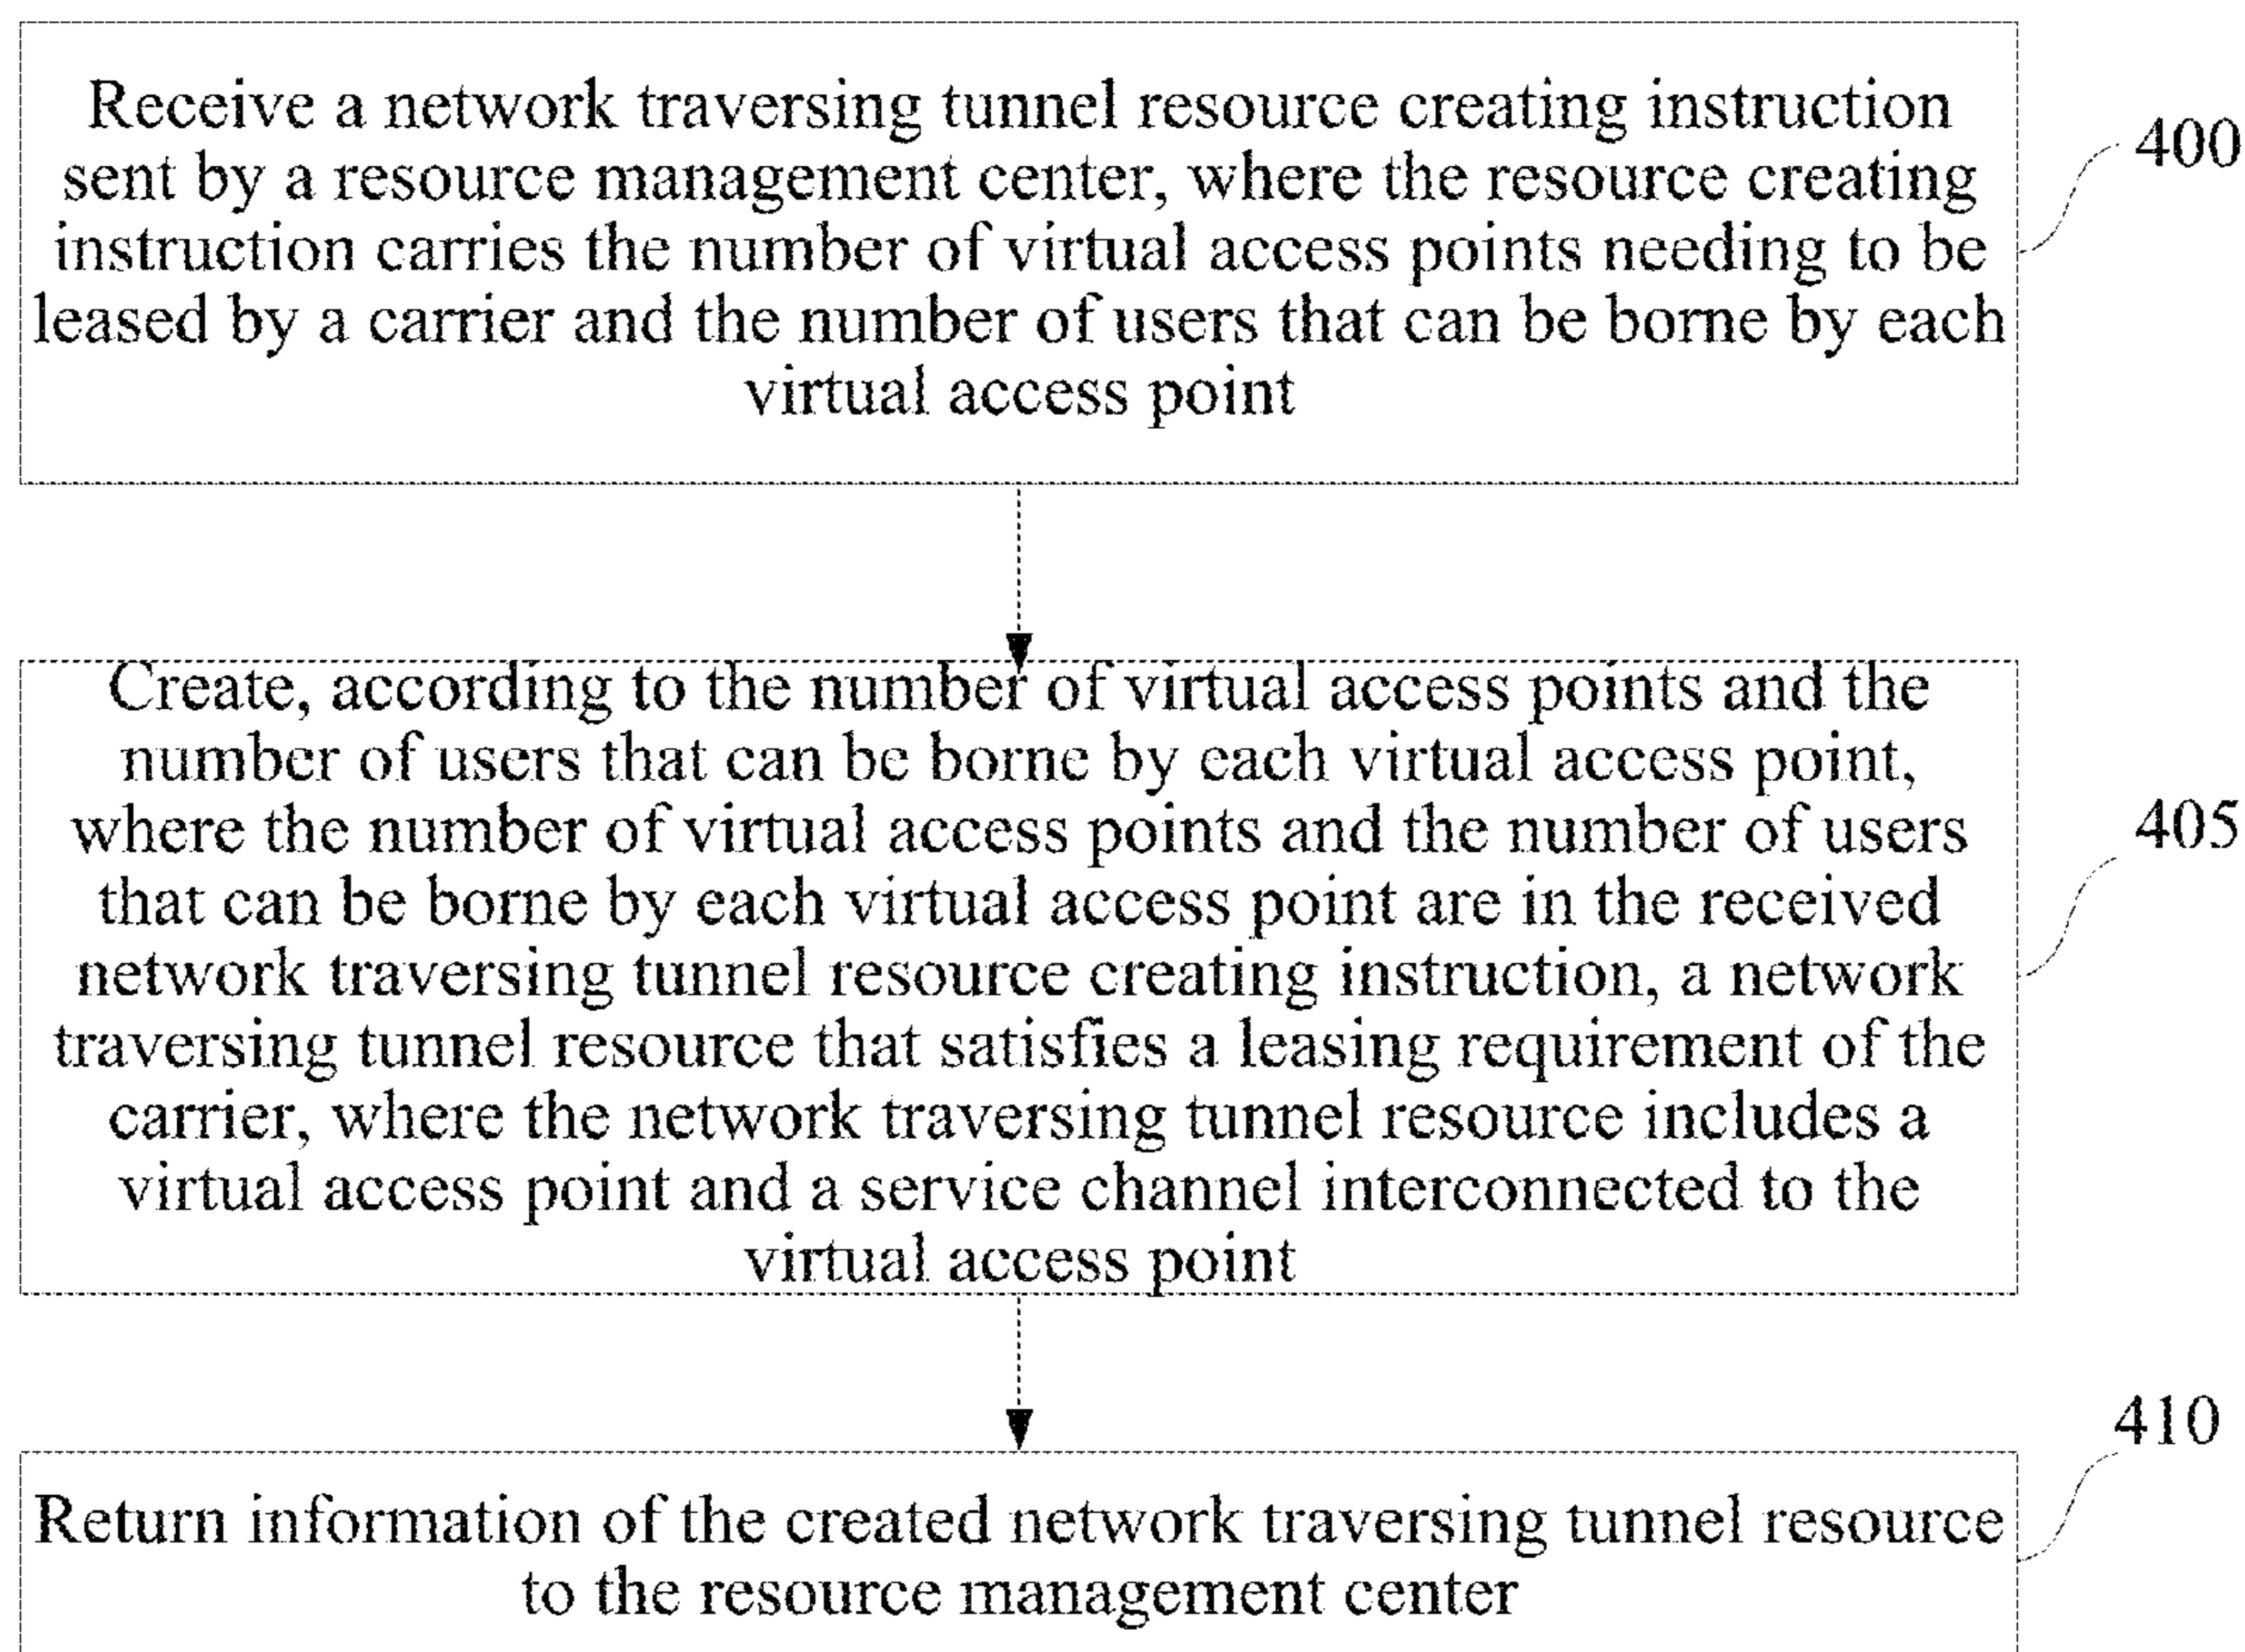 Receive a network traversing tunnel resource creating instruction
sent by a resource management center, where the resource creating
instruction carries the number of virtual access points needing to be
leased by a carrier and the number of users that can be borne by each
virtual access point
400
Create, according to the number of virtual access points and the
number of users that can be borne by each virtual access point,
where the number of virtual access points and the number of users
that can be borne by each virtual access point are in the received
network traversing tunnel resource creating instruction, a network
traversing tunnel resource that satisfies a leasing requirement of the
carrier, where the network traversing tunnel resource includes a
virtual access point and a service channel interconnected to the
virtual access point
405
Return information of the created network traversing tunnel resource
to the resource management center
410